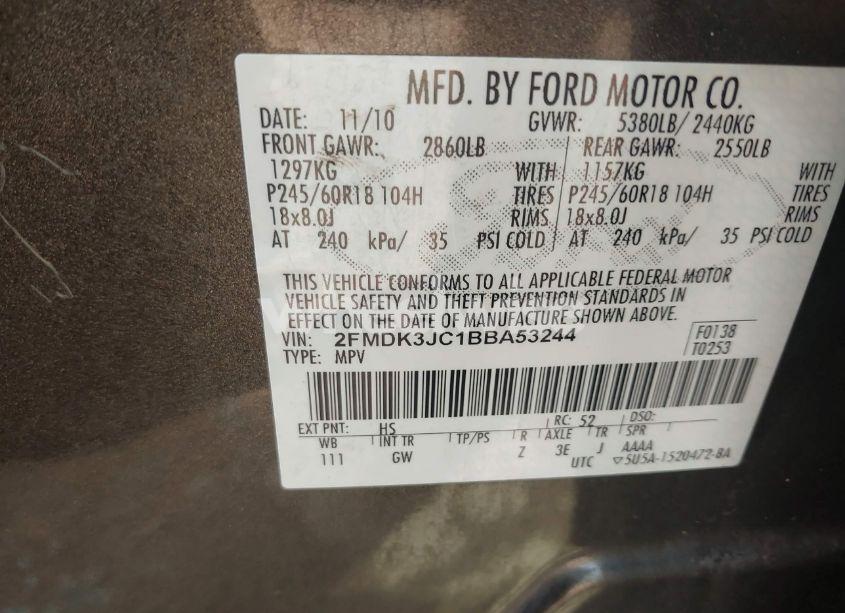 MFD. BY FORD MOTOR CO.
DATE: 11/10 GVWR: 5380LB/ 2440KG
FRONT GAWR: 2860LB REAR GAWR: 2550LB
1297KG WITH 1157KG WITH
P245/60R18 104H TIRES P245/60R18 104H TIRES
18x8.0J RIMS 18x8.0J RIMS
AT 240 kPa/ 35 PSI COLD AT 240 kPa/ 35 PSI COLD
THIS VEHICLE CONFORMS TO ALL APPLICABLE FEDERAL MOTOR
VEHICLE SAFETY AND THEFT PREVENTION STANDARDS IN
EFFECT ON THE DATE OF MANUFACTURE SHOWN ABOVE.
VIN: 2FMDK3JC1BBA53244 F0138
TYPE: MPV T0253
EXT PNT: HS RC: 52 DSO:
WB INT TR TP/PS R AXLE TR SPR
111 GW Z 3E J AAAA
UTC ▽5U5A-1520472-BA